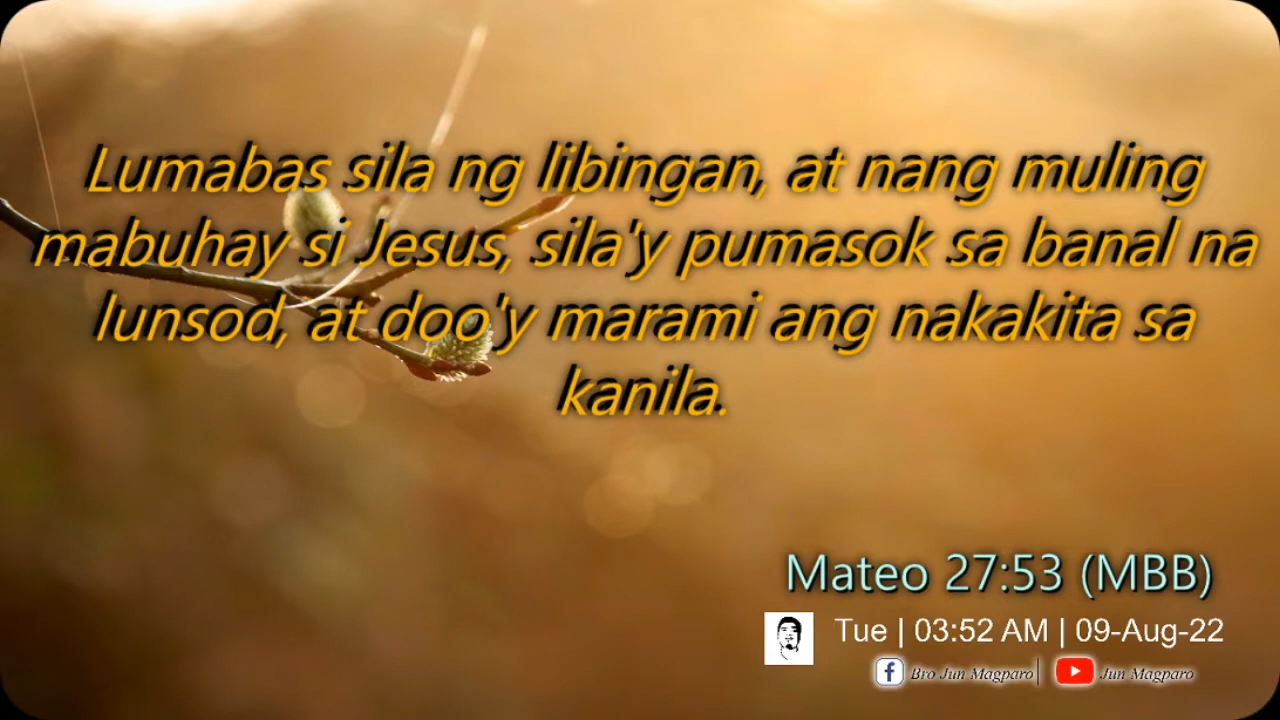 Lumabas sila ng libingan, at nang muling
mabuhay si Jesus, sila'y pumasok sa banal na
lunsod, at doo'y marami ang nakakita sa
kanila.
Mateo 27:53 (MBB)
Tue | 03:52 AM | 09-Aug-22
Bro Jun Magparo| Jun Magparo